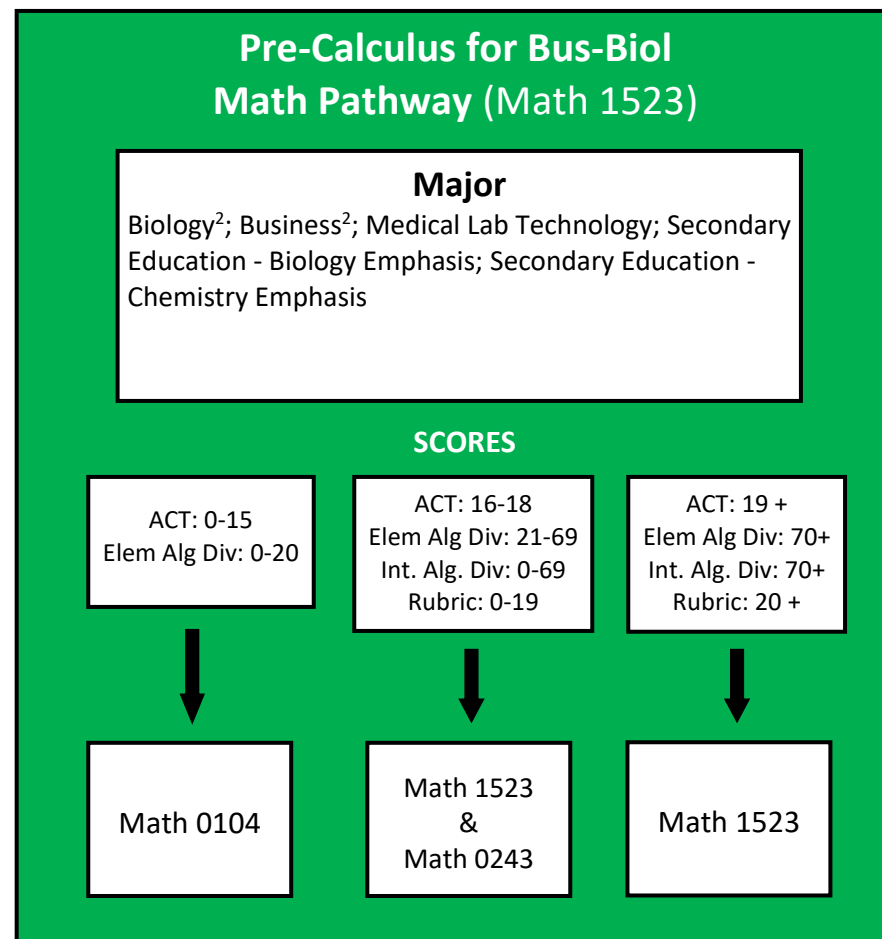 Pre-Calculus for Bus-Biol
Math Pathway (Math 1523)
Major
Biology²; Business²; Medical Lab Technology; Secondary
Education - Biology Emphasis; Secondary Education -
Chemistry Emphasis
SCORES
ACT: 0-15
Elem Alg Div: 0-20
ACT: 16-18
Elem Alg Div: 21-69
Int. Alg. Div: 0-69
Rubric: 0-19
ACT: 19 +
Elem Alg Div: 70+
Int. Alg. Div: 70+
Rubric: 20 +
Math 0104
Math 1523
&
Math 0243
Math 1523